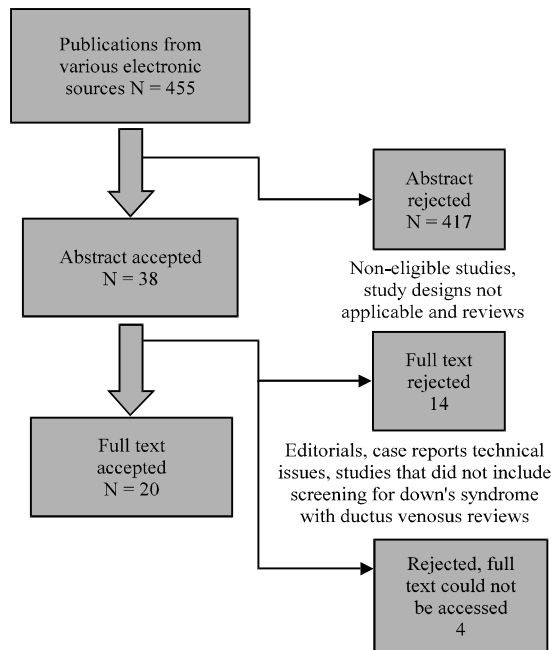 Publications from
various electronic
sources N = 455
Abstract
rejected
N = 417
Non-eligible studies,
study designs not
applicable and reviews
Abstract accepted
N = 38
Full text
rejected
14
Editorials, case reports technical
issues, studies that did not include
screening for down's syndrome
with ductus venosus reviews
Full text
accepted
N = 20
Rejected, full
text could not
be accessed
4